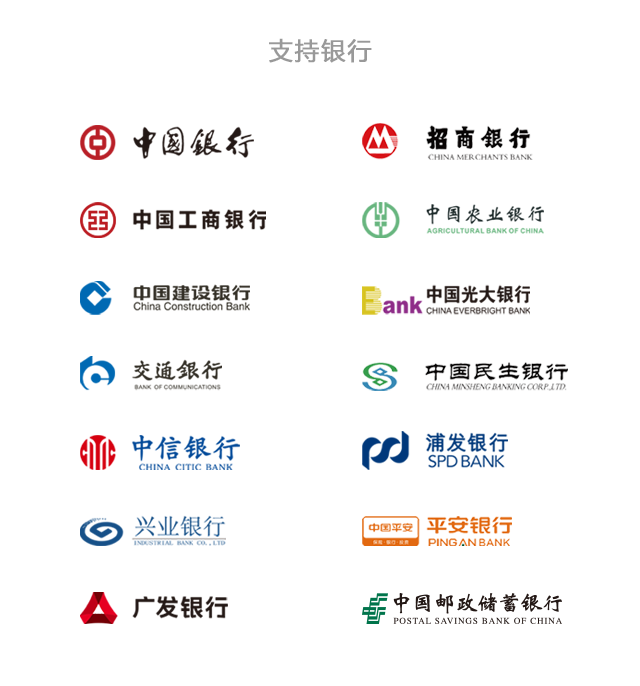 支持银行
中国銀行
招商银行
CHINA MERCHANTS BANK
中国工商银行
中国农业银行
AGRICULTURAL BANK OF CHINA
中国建设银行
China Construction Bank
Bank
中国光大银行
CHINA EVERBRIGHT BANK
交通銀行
BANK OF COMMUNICATIONS
中国民生银行
CHINA MINSHENG BANKING CORP.,LTD.
中信银行
CHINA CITIC BANK
浦发银行
SPD BANK
兴业银行
INDUSTRIAL BANK CO.,LTD
中国平安
保险·银行·投资
平安银行
PING AN BANK
广发银行
中国邮政储蓄银行
POSTAL SAVINGS BANK OF CHINA